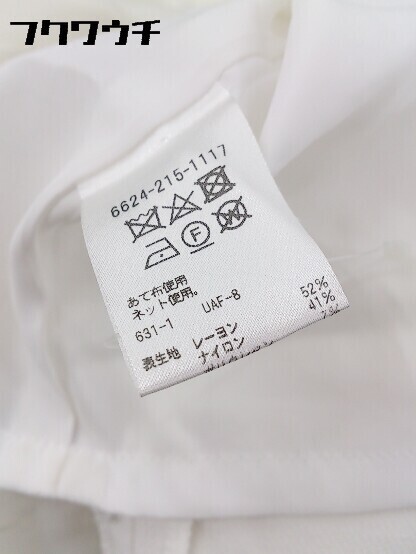 フクワウチ
6624-215-1117
F
W
あて布使用
ネット使用。
631-1 UAF-8
表生地 レーヨン 52%
ナイロン 41%